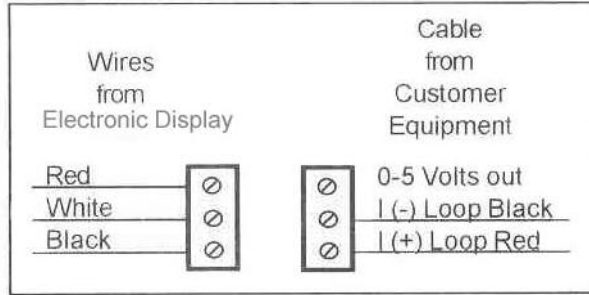 Wires
from
Electronic Display
Red
White
Black
Cable
from
Customer
Equipment
0-5 Volts out
I (-) Loop Black
I (+) Loop Red